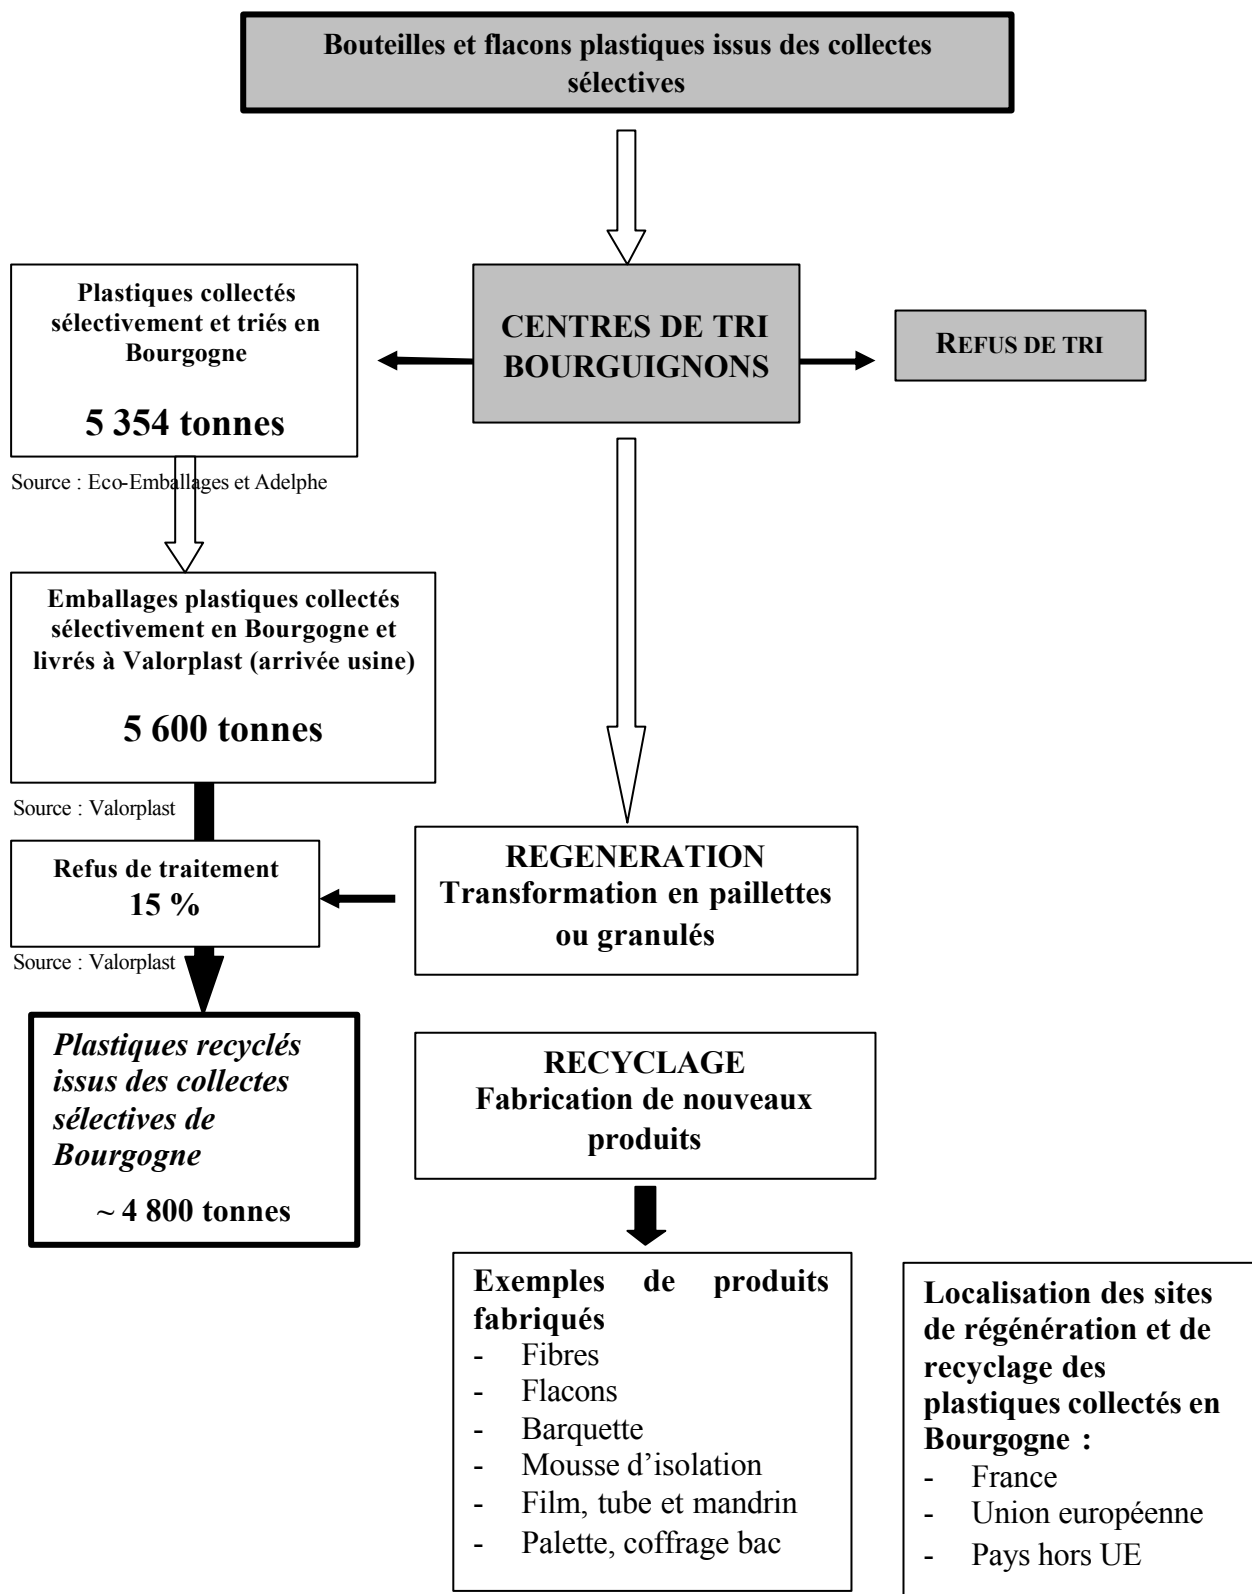 Bouteilles et flacons plastiques issus des collectes
sélectives
Plastiques collectés
sélectivement et triés en
Bourgogne
5 354 tonnes
CENTRES DE TRI
BOURGUIGNONS
REFUS DE TRI
Source : Eco-Emballages et Adelphe
Emballages plastiques collectés
sélectivement en Bourgogne et
livrés à Valorplast (arrivée usine)
5 600 tonnes
Source : Valorplast
Refus de traitement
15 %
REGENERATION
Transformation en paillettes
ou granulés
Source : Valorplast
Plastiques recyclés
issus des collectes
sélectives de
Bourgogne
~ 4 800 tonnes
RECYCLAGE
Fabrication de nouveaux
produits
Exemples de produits
fabriqués
- Fibres
- Flacons
- Barquette
- Mousse d’isolation
- Film, tube et mandrin
- Palette, coffrage bac
Localisation des sites
de régénération et de
recyclage des
plastiques collectés en
Bourgogne :
- France
- Union européenne
- Pays hors UE